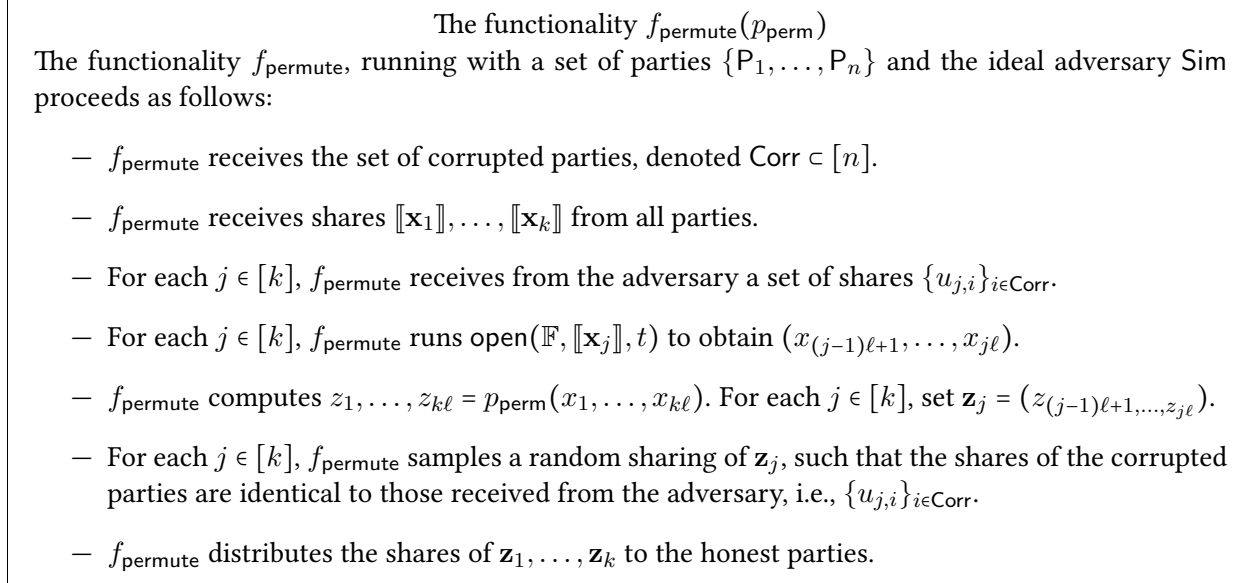 The functionality f_permute(p_perm)
The functionality f_permute, running with a set of parties {P_1, . . . , P_n} and the ideal adversary Sim
proceeds as follows:
– f_permute receives the set of corrupted parties, denoted Corr ⊂ [n].
– f_permute receives shares ⟦x_1⟧, . . . , ⟦x_k⟧ from all parties.
– For each j ∈ [k], f_permute receives from the adversary a set of shares {u_{j,i}}_{i∈Corr}.
– For each j ∈ [k], f_permute runs open(𝔽, ⟦x_j⟧, t) to obtain (x_{(j−1)ℓ+1}, . . . , x_{jℓ}).
– f_permute computes z_1, . . . , z_{kℓ} = p_perm(x_1, . . . , x_{kℓ}). For each j ∈ [k], set z_j = (z_{(j−1)ℓ+1,...,z_{jℓ}}).
– For each j ∈ [k], f_permute samples a random sharing of z_j, such that the shares of the corrupted
parties are identical to those received from the adversary, i.e., {u_{j,i}}_{i∈Corr}.
– f_permute distributes the shares of z_1, . . . , z_k to the honest parties.